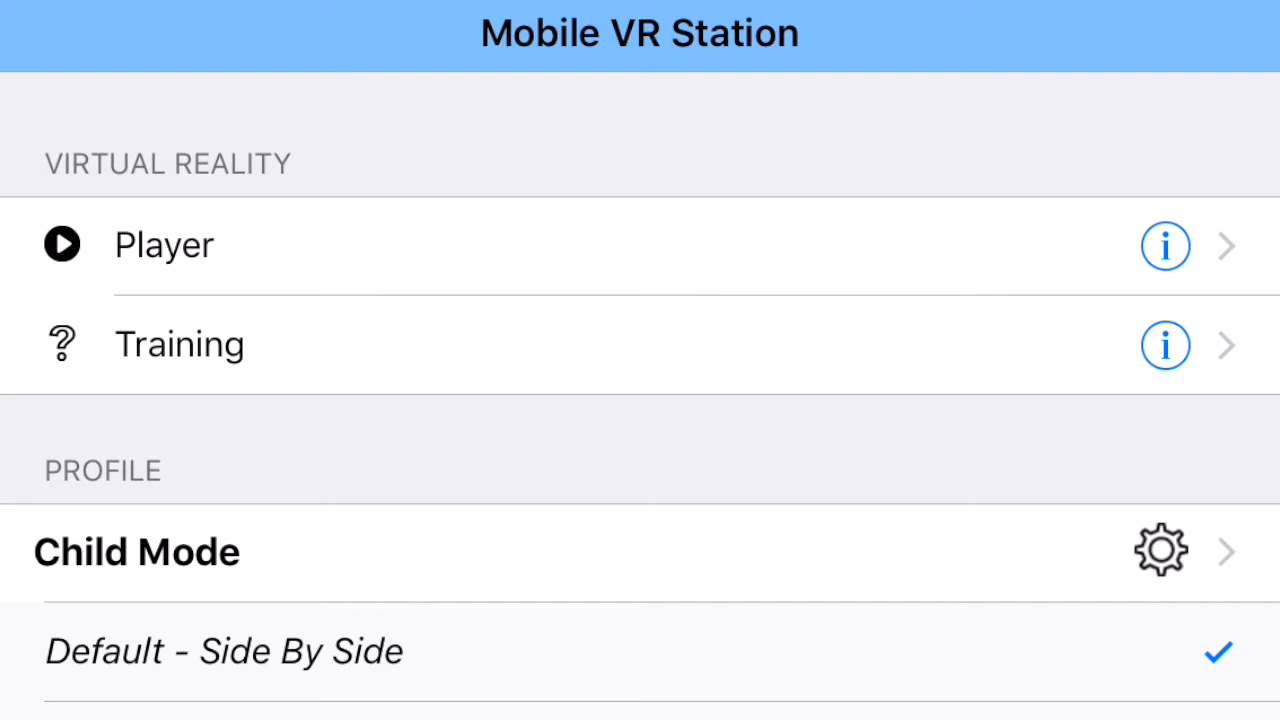 Mobile VR Station
VIRTUAL REALITY
Player
Training
PROFILE
Child Mode
Default - Side By Side